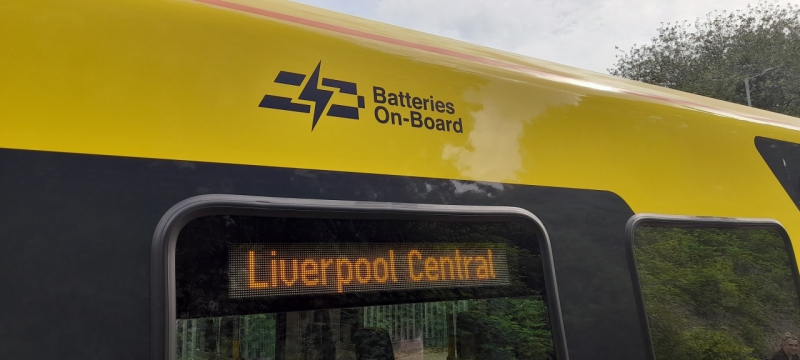 Batteries
On-Board
Liverpool Central